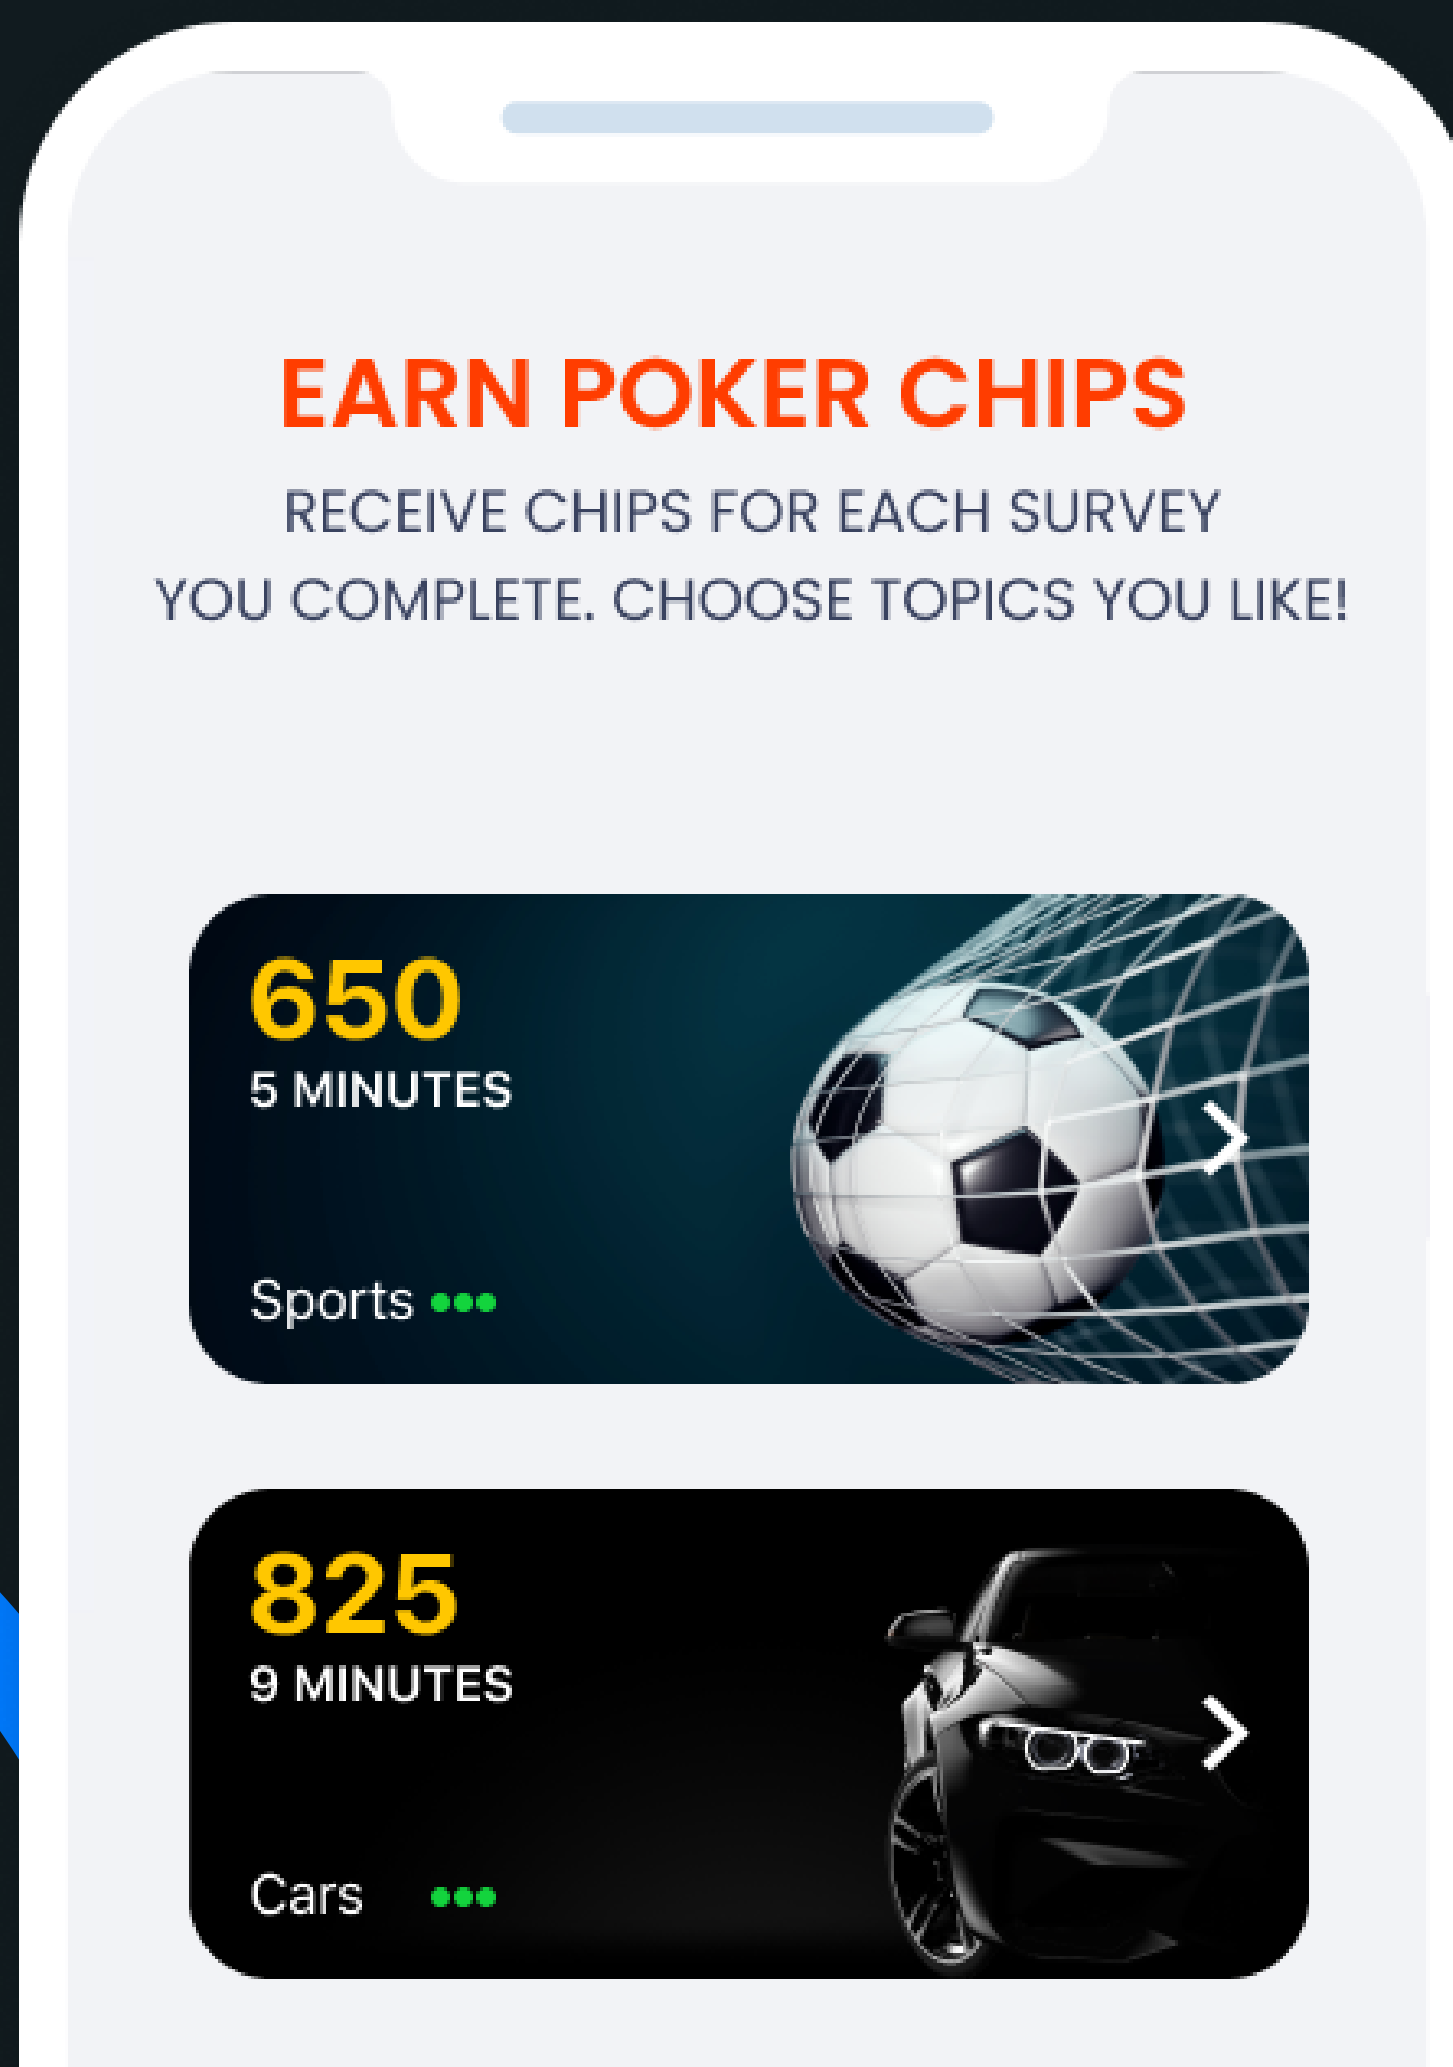 EARN POKER CHIPS
RECEIVE CHIPS FOR EACH SURVEY
YOU COMPLETE. CHOOSE TOPICS YOU LIKE!
650
5 MINUTES
Sports
825
9 MINUTES
Cars